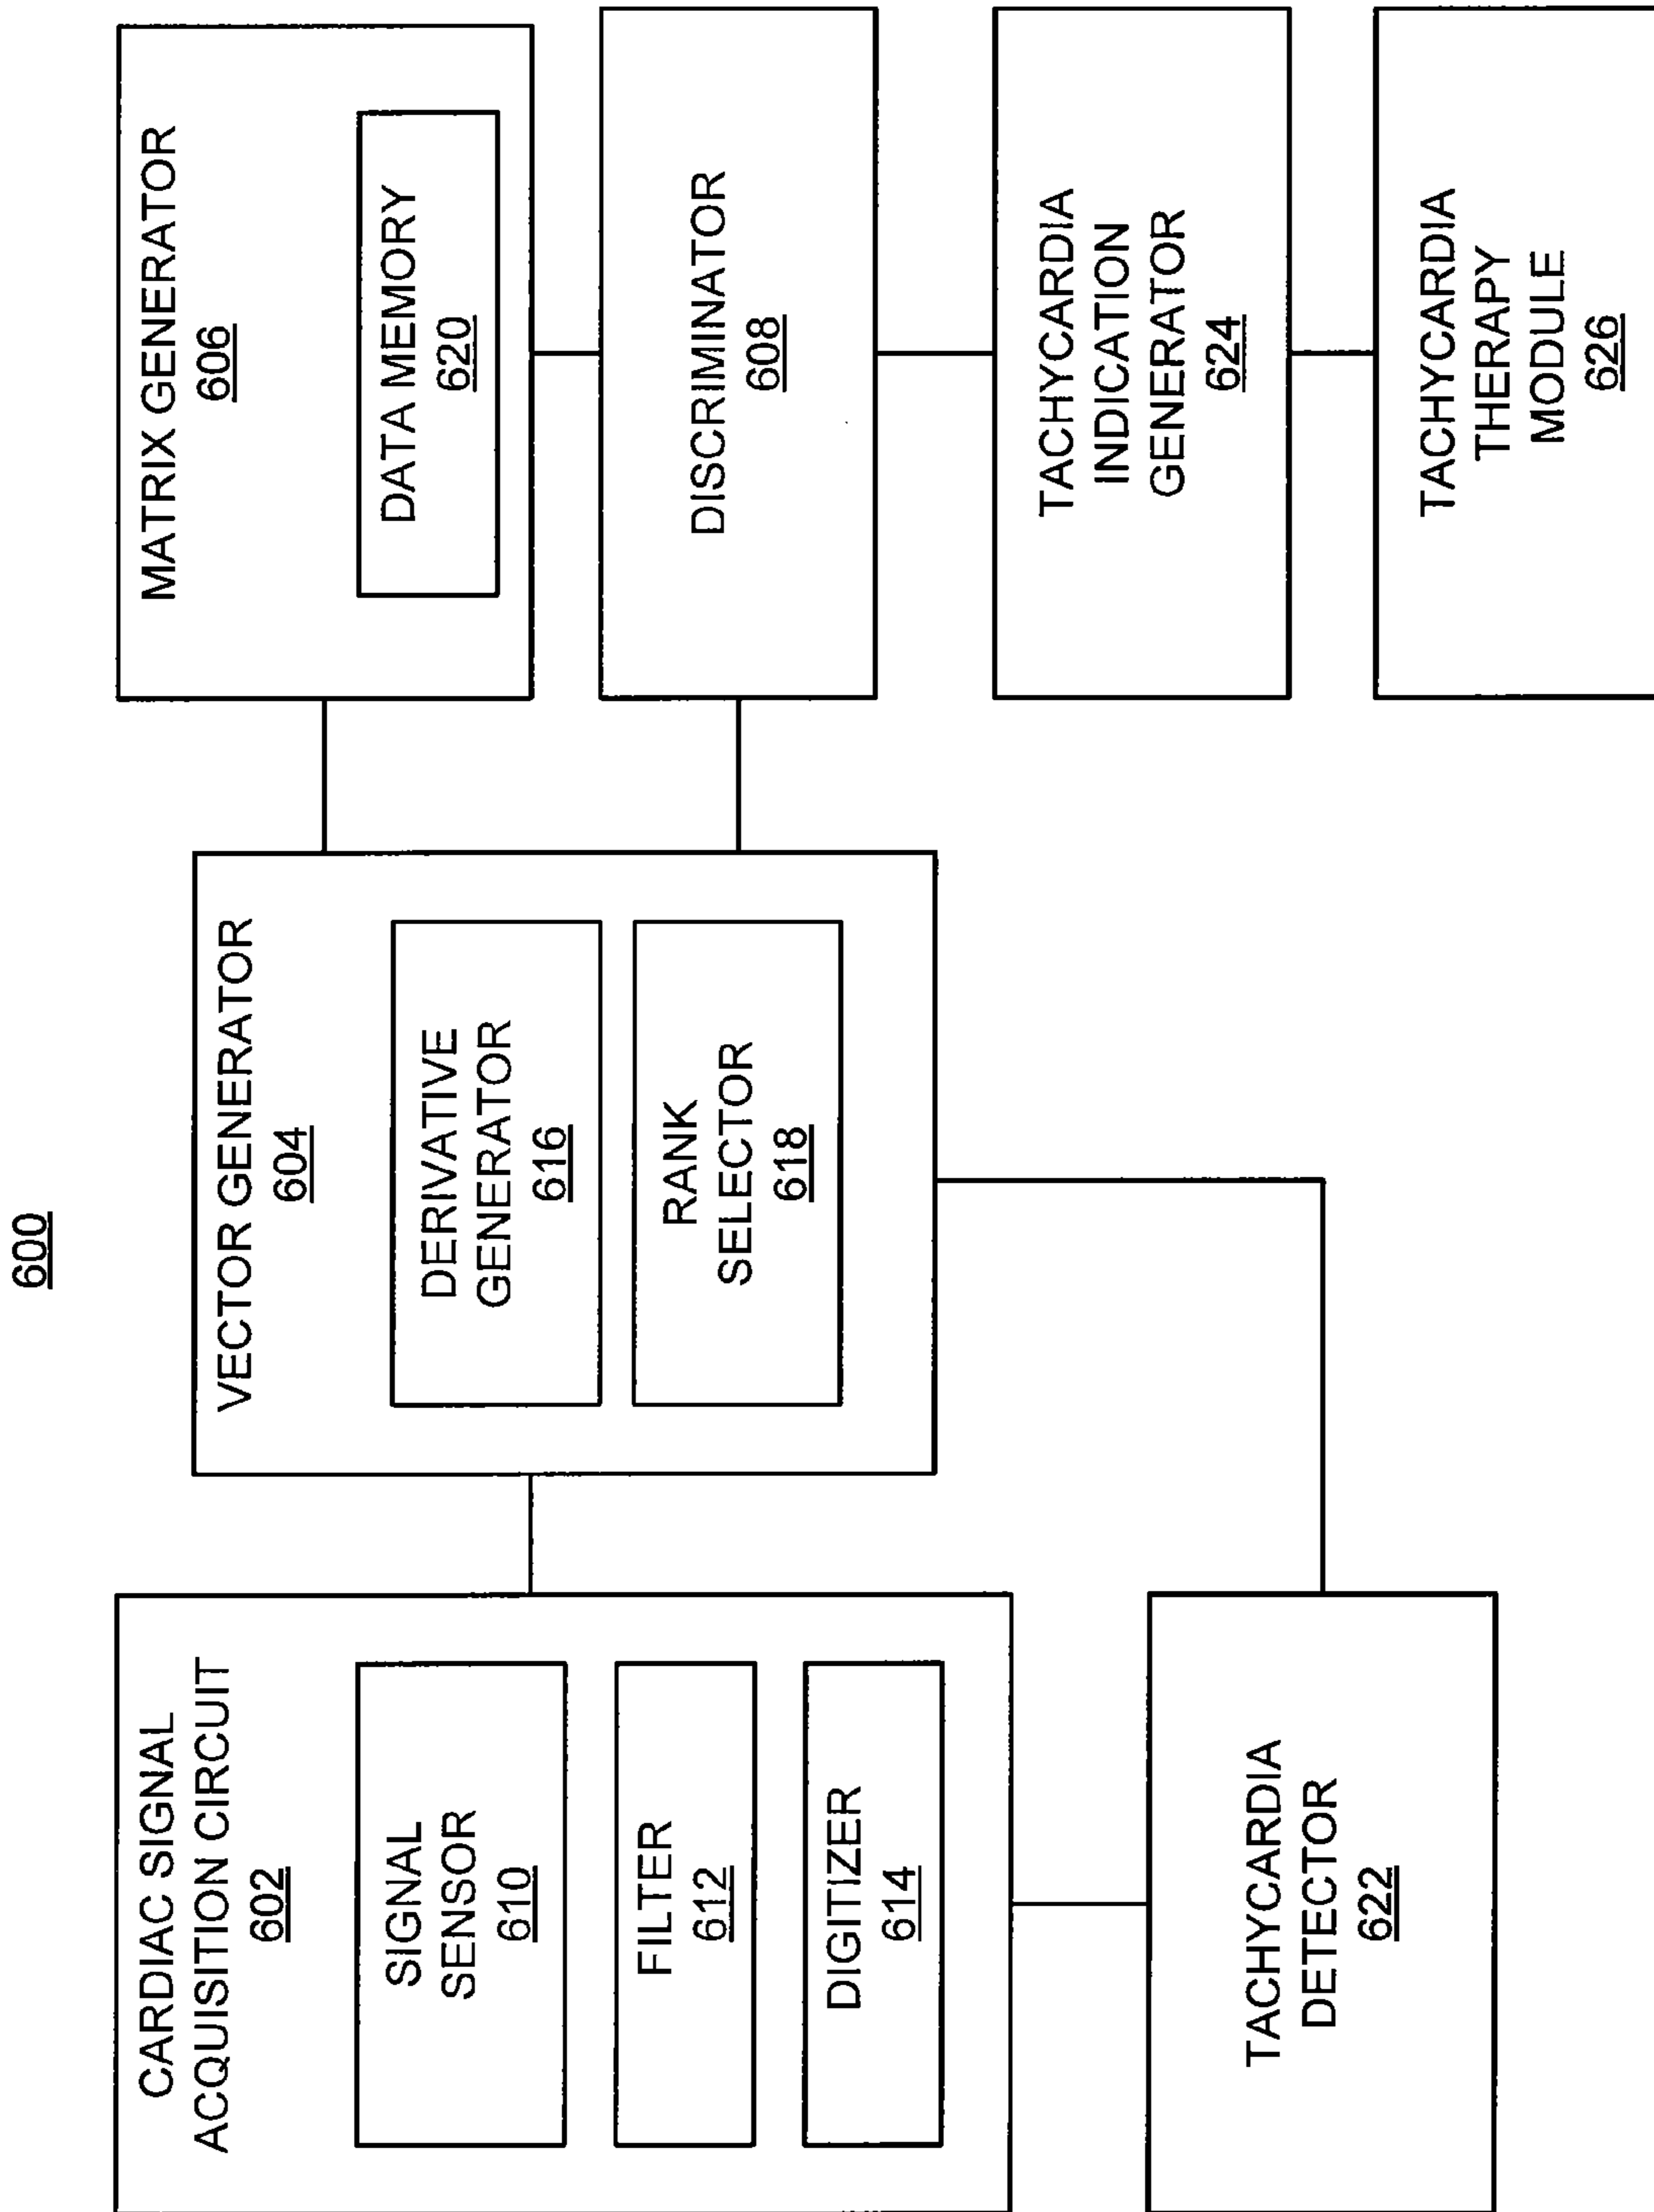 600
CARDIAC SIGNAL
ACQUISITION CIRCUIT
602
SIGNAL
SENSOR
610
FILTER
612
DIGITIZER
614
TACHYCARDIA
DETECTOR
622
VECTOR GENERATOR
604
DERIVATIVE
GENERATOR
616
RANK
SELECTOR
618
MATRIX GENERATOR
606
DATA MEMORY
620
DISCRIMINATOR
608
TACHYCARDIA
INDICATION
GENERATOR
624
TACHYCARDIA
THERAPY
MODULE
626